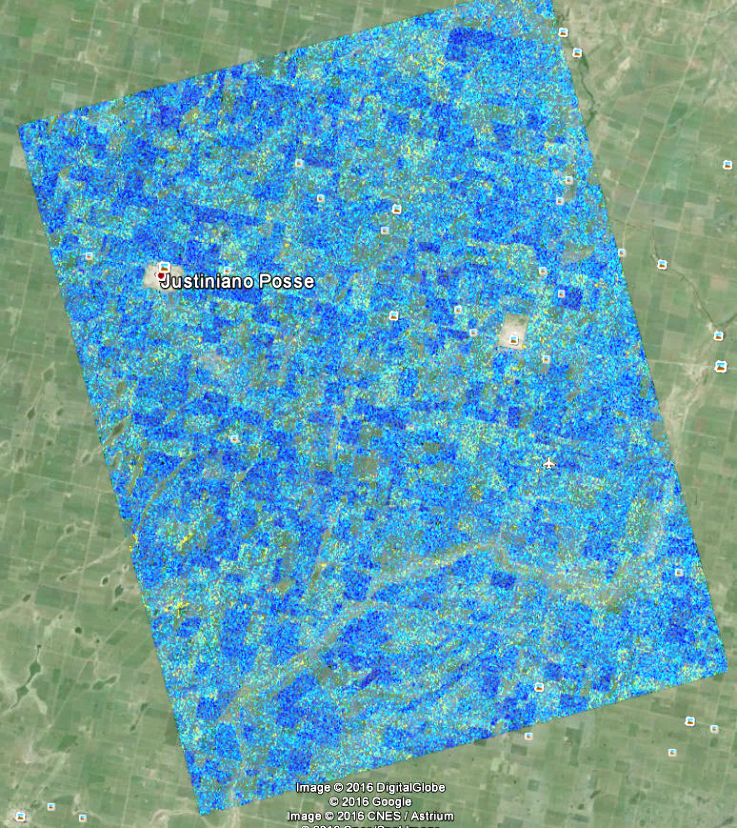 Justiniano Posse
Image © 2016 DigitalGlobe
© 2016 Google
Image © 2016 CNES / Astrium